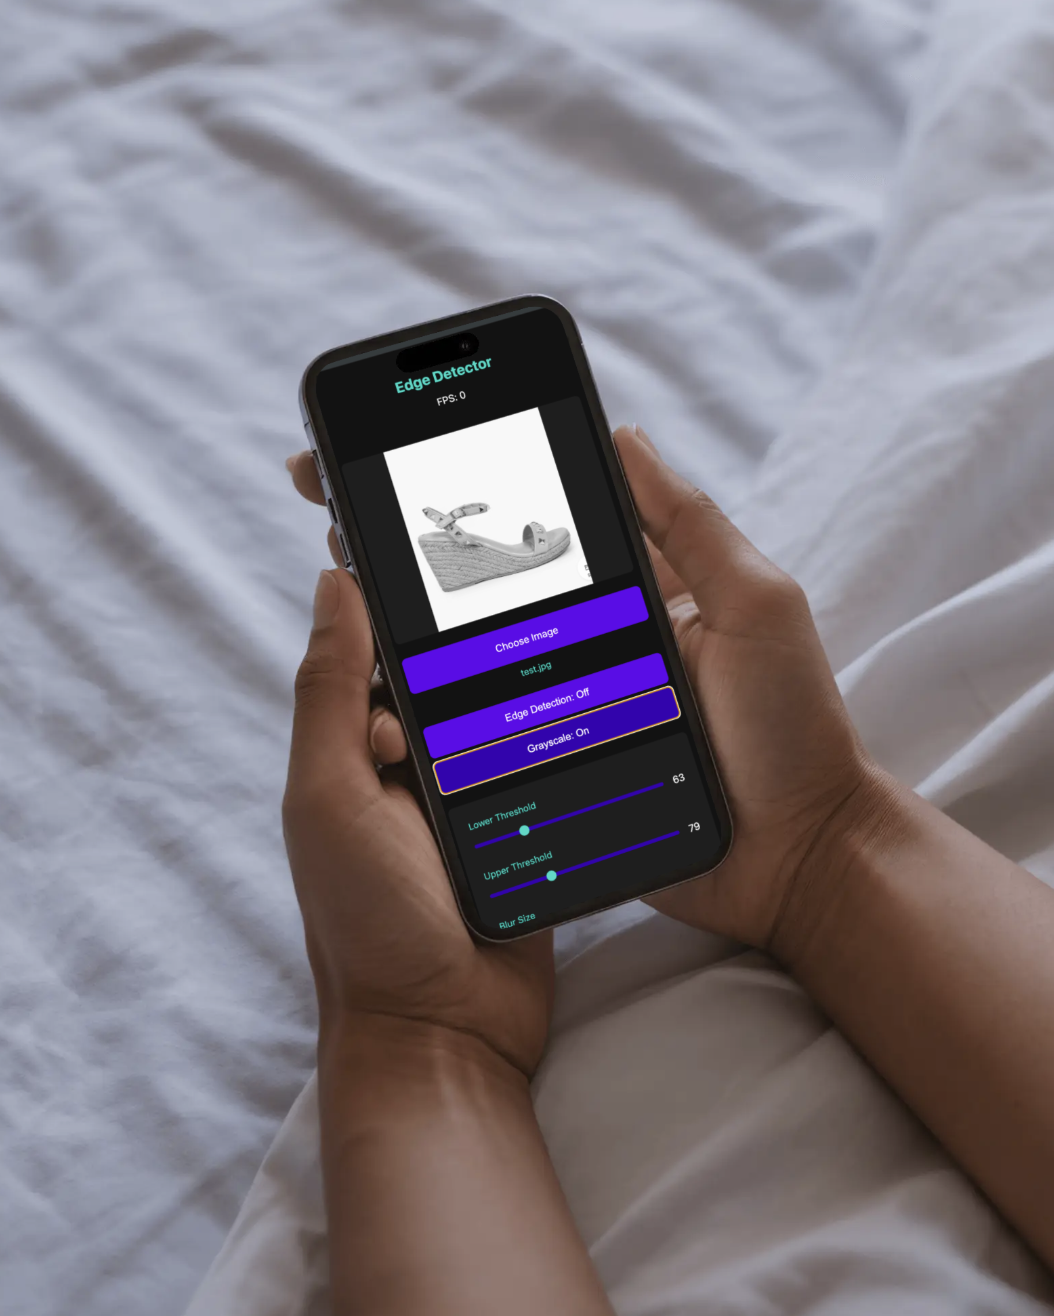 Edge Detector
FPS: 0
Choose Image
test.jpg
Edge Detection: Off
Grayscale: On
Lower Threshold
63
Upper Threshold
79
Blur Size